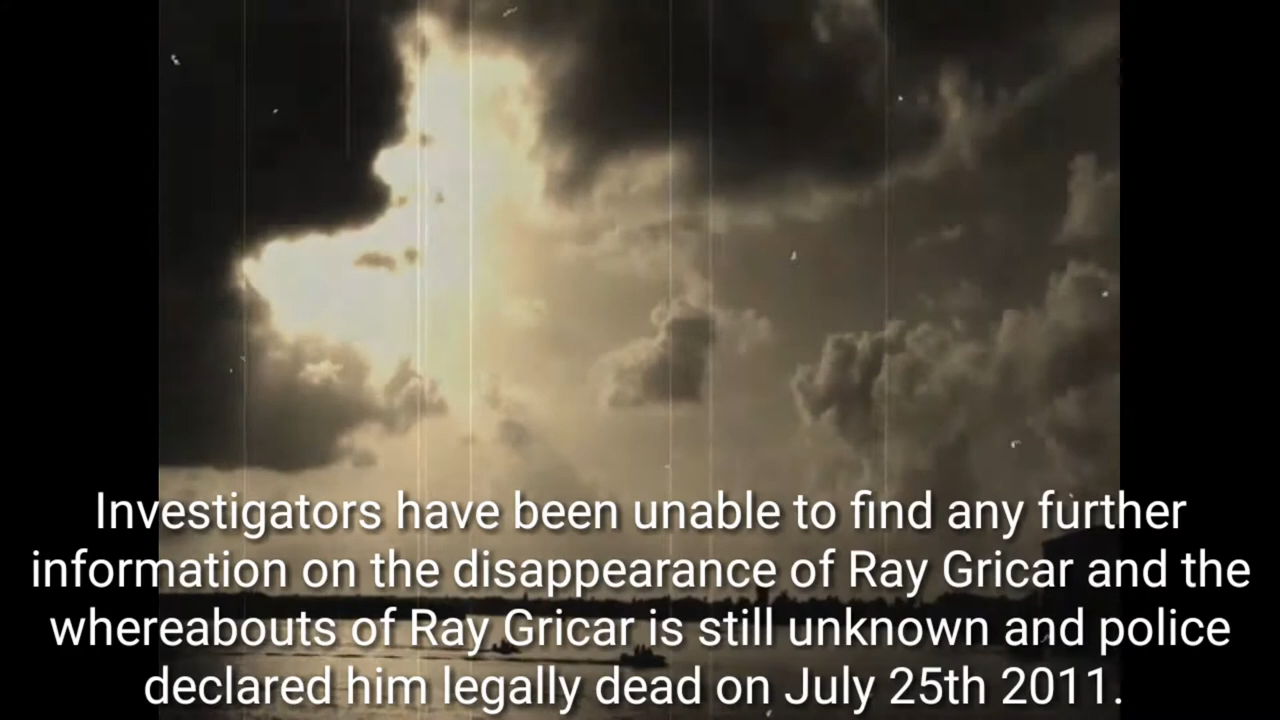 Investigators have been unable to find any further
information on the disappearance of Ray Gricar and the
whereabouts of Ray Gricar is still unknown and police
declared him legally dead on July 25th 2011.